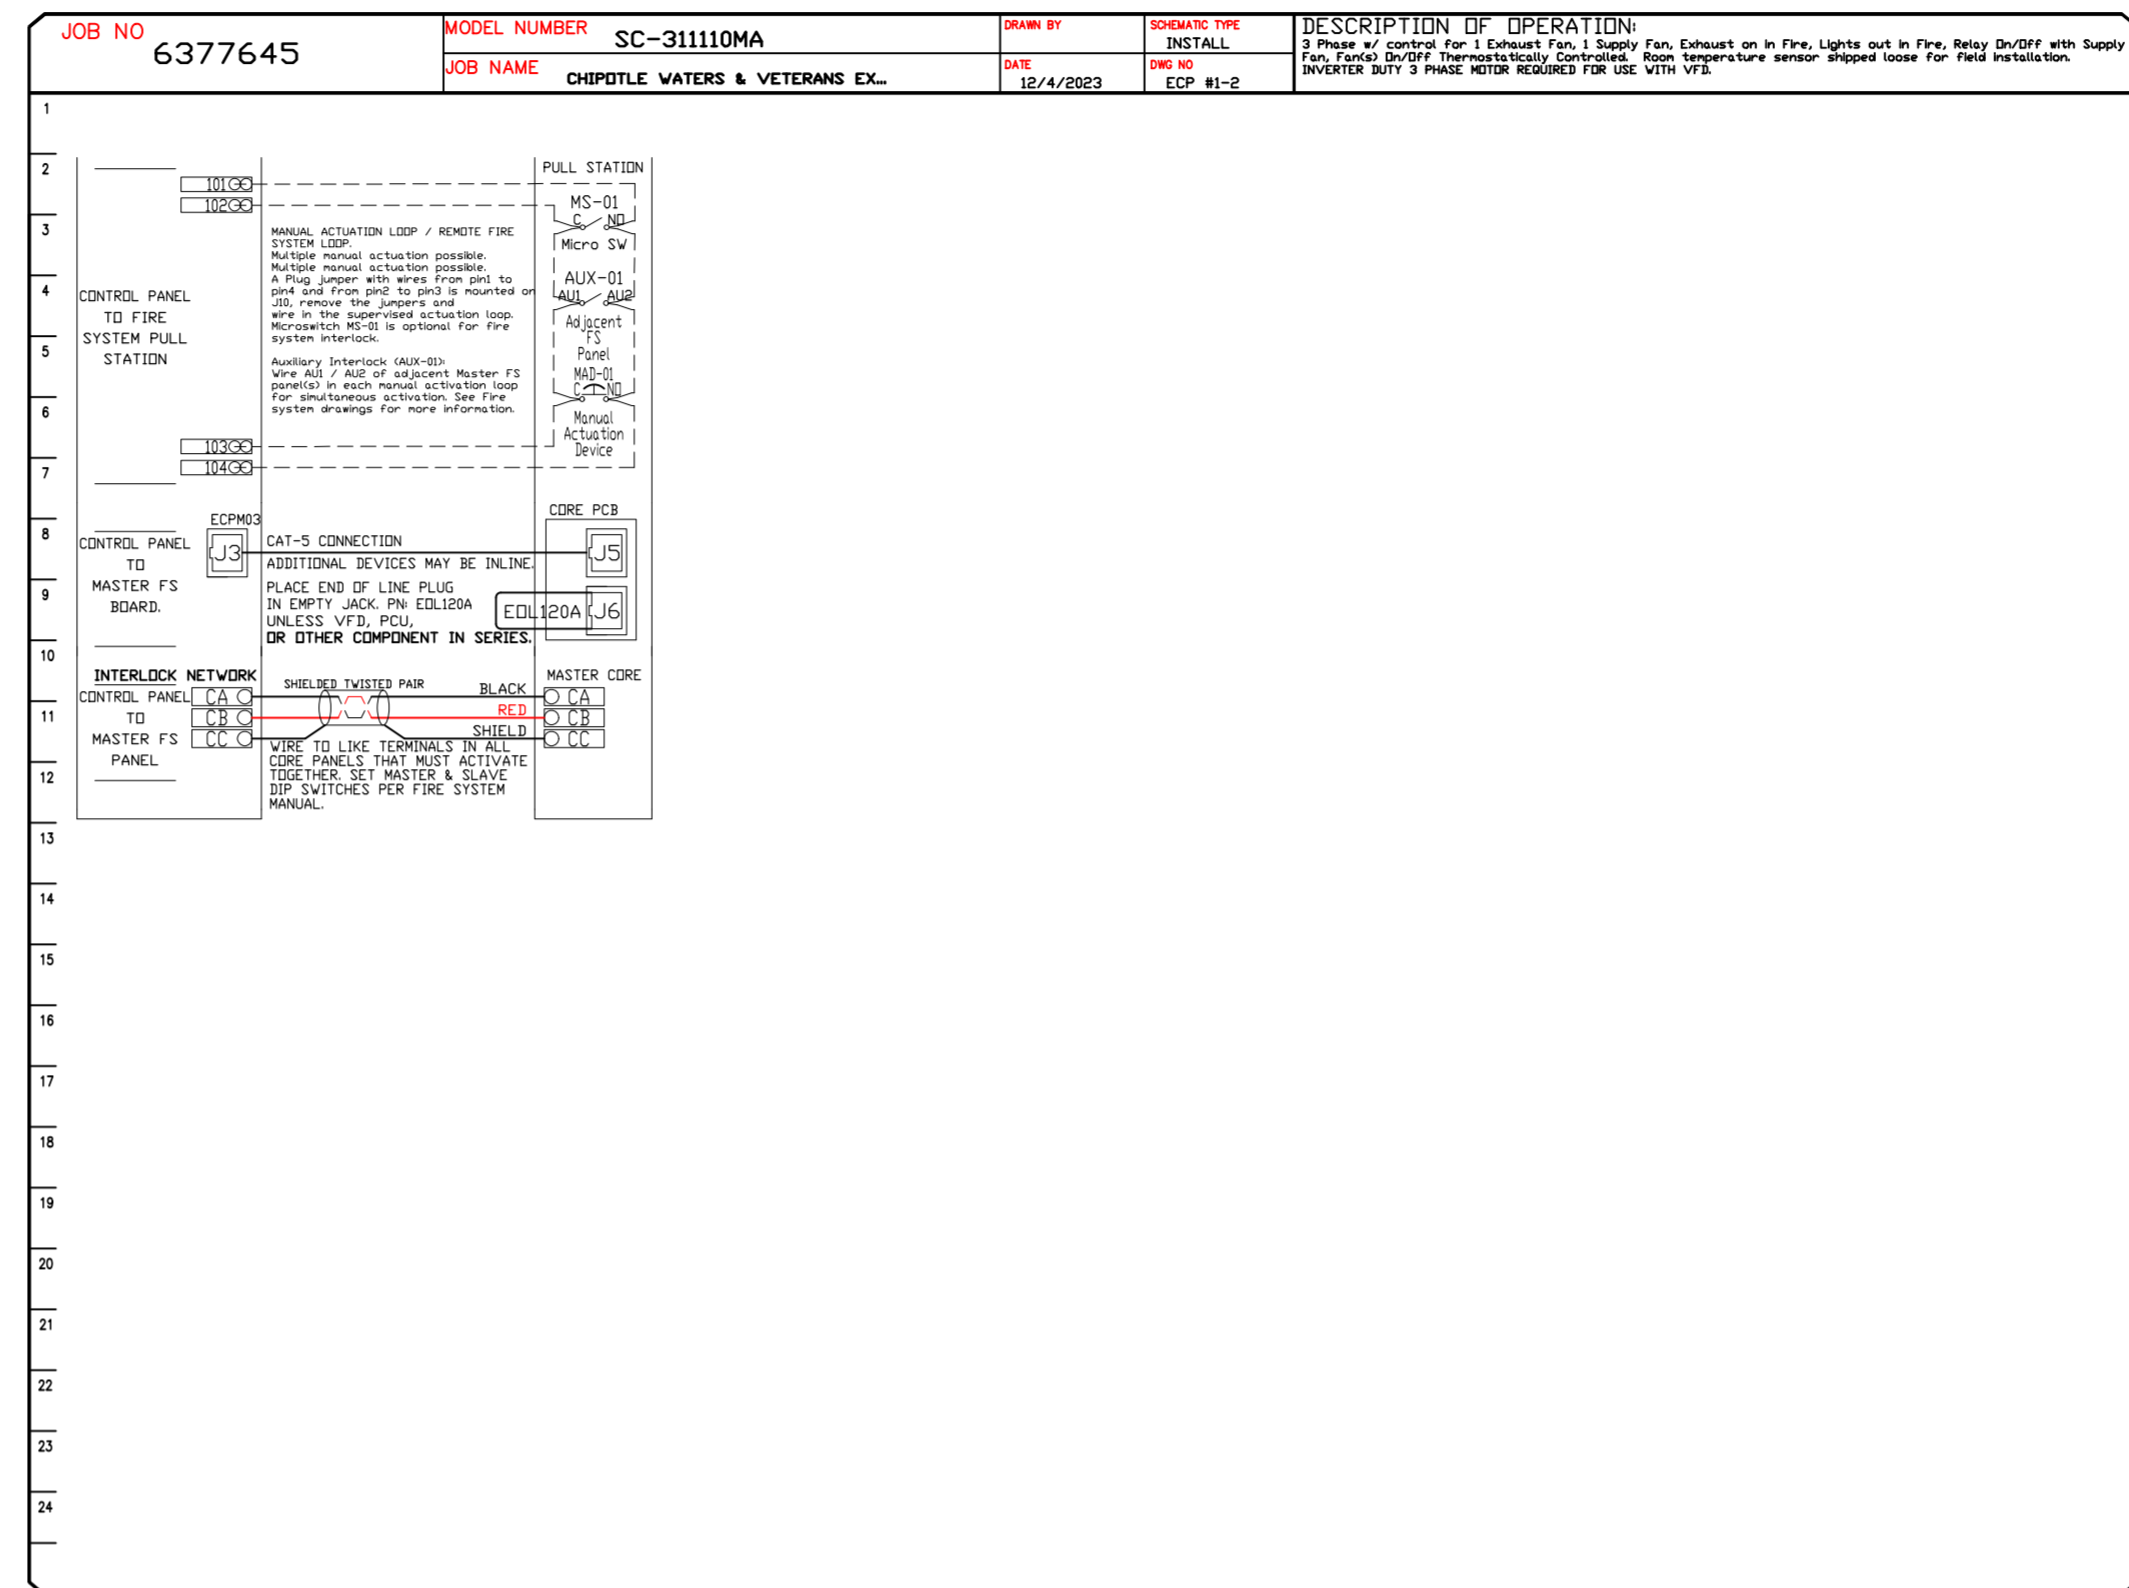 JOB NO
6377645
MODEL NUMBER
SC-311110MA
JOB NAME
CHIPOTLE WATERS & VETERANS EX...
DRAWN BY
DATE
12/4/2023
SCHEMATIC TYPE
INSTALL
DWG NO
ECP #1-2
DESCRIPTION OF OPERATION:
3 Phase w/ control for 1 Exhaust Fan, 1 Supply Fan, Exhaust on in Fire, Lights out in Fire, Relay On/Off with Supply
Fan, Fan(s) On/Off Thermostatically Controlled. Room temperature sensor shipped loose for field installation.
INVERTER DUTY 3 PHASE MOTOR REQUIRED FOR USE WITH VFD.
1
2
3
4
5
6
7
8
9
10
11
12
13
14
15
16
17
18
19
20
21
22
23
24
CONTROL PANEL
TO FIRE
SYSTEM PULL
STATION
101
102
103
104
MANUAL ACTUATION LOOP / REMOTE FIRE
SYSTEM LOOP.
Multiple manual actuation possible.
Multiple manual actuation possible.
A Plug jumper with wires from pin1 to
pin4 and from pin2 to pin3 is mounted on
J10, remove the jumpers and
wire in the supervised actuation loop.
Microswitch MS-01 is optional for fire
system interlock.
Auxiliary Interlock (AUX-01):
Wire AU1 / AU2 of adjacent Master FS
panel(s) in each manual activation loop
for simultaneous activation. See Fire
system drawings for more information.
PULL STATION
MS-01
C NO
Micro SW
AUX-01
AU1 AU2
Adjacent
FS
Panel
MAD-01
C NO
Manual
Actuation
Device
CONTROL PANEL
TO
MASTER FS
BOARD.
ECPM03
J3
CAT-5 CONNECTION
ADDITIONAL DEVICES MAY BE INLINE.
PLACE END OF LINE PLUG
IN EMPTY JACK. PN: EOL120A
UNLESS VFD, PCU,
OR OTHER COMPONENT IN SERIES.
CORE PCB
J5
EOL120A J6
INTERLOCK NETWORK
CONTROL PANEL
TO
MASTER FS
PANEL
CA
CB
CC
SHIELDED TWISTED PAIR
BLACK
RED
SHIELD
WIRE TO LIKE TERMINALS IN ALL
CORE PANELS THAT MUST ACTIVATE
TOGETHER. SET MASTER & SLAVE
DIP SWITCHES PER FIRE SYSTEM
MANUAL.
MASTER CORE
CA
CB
CC